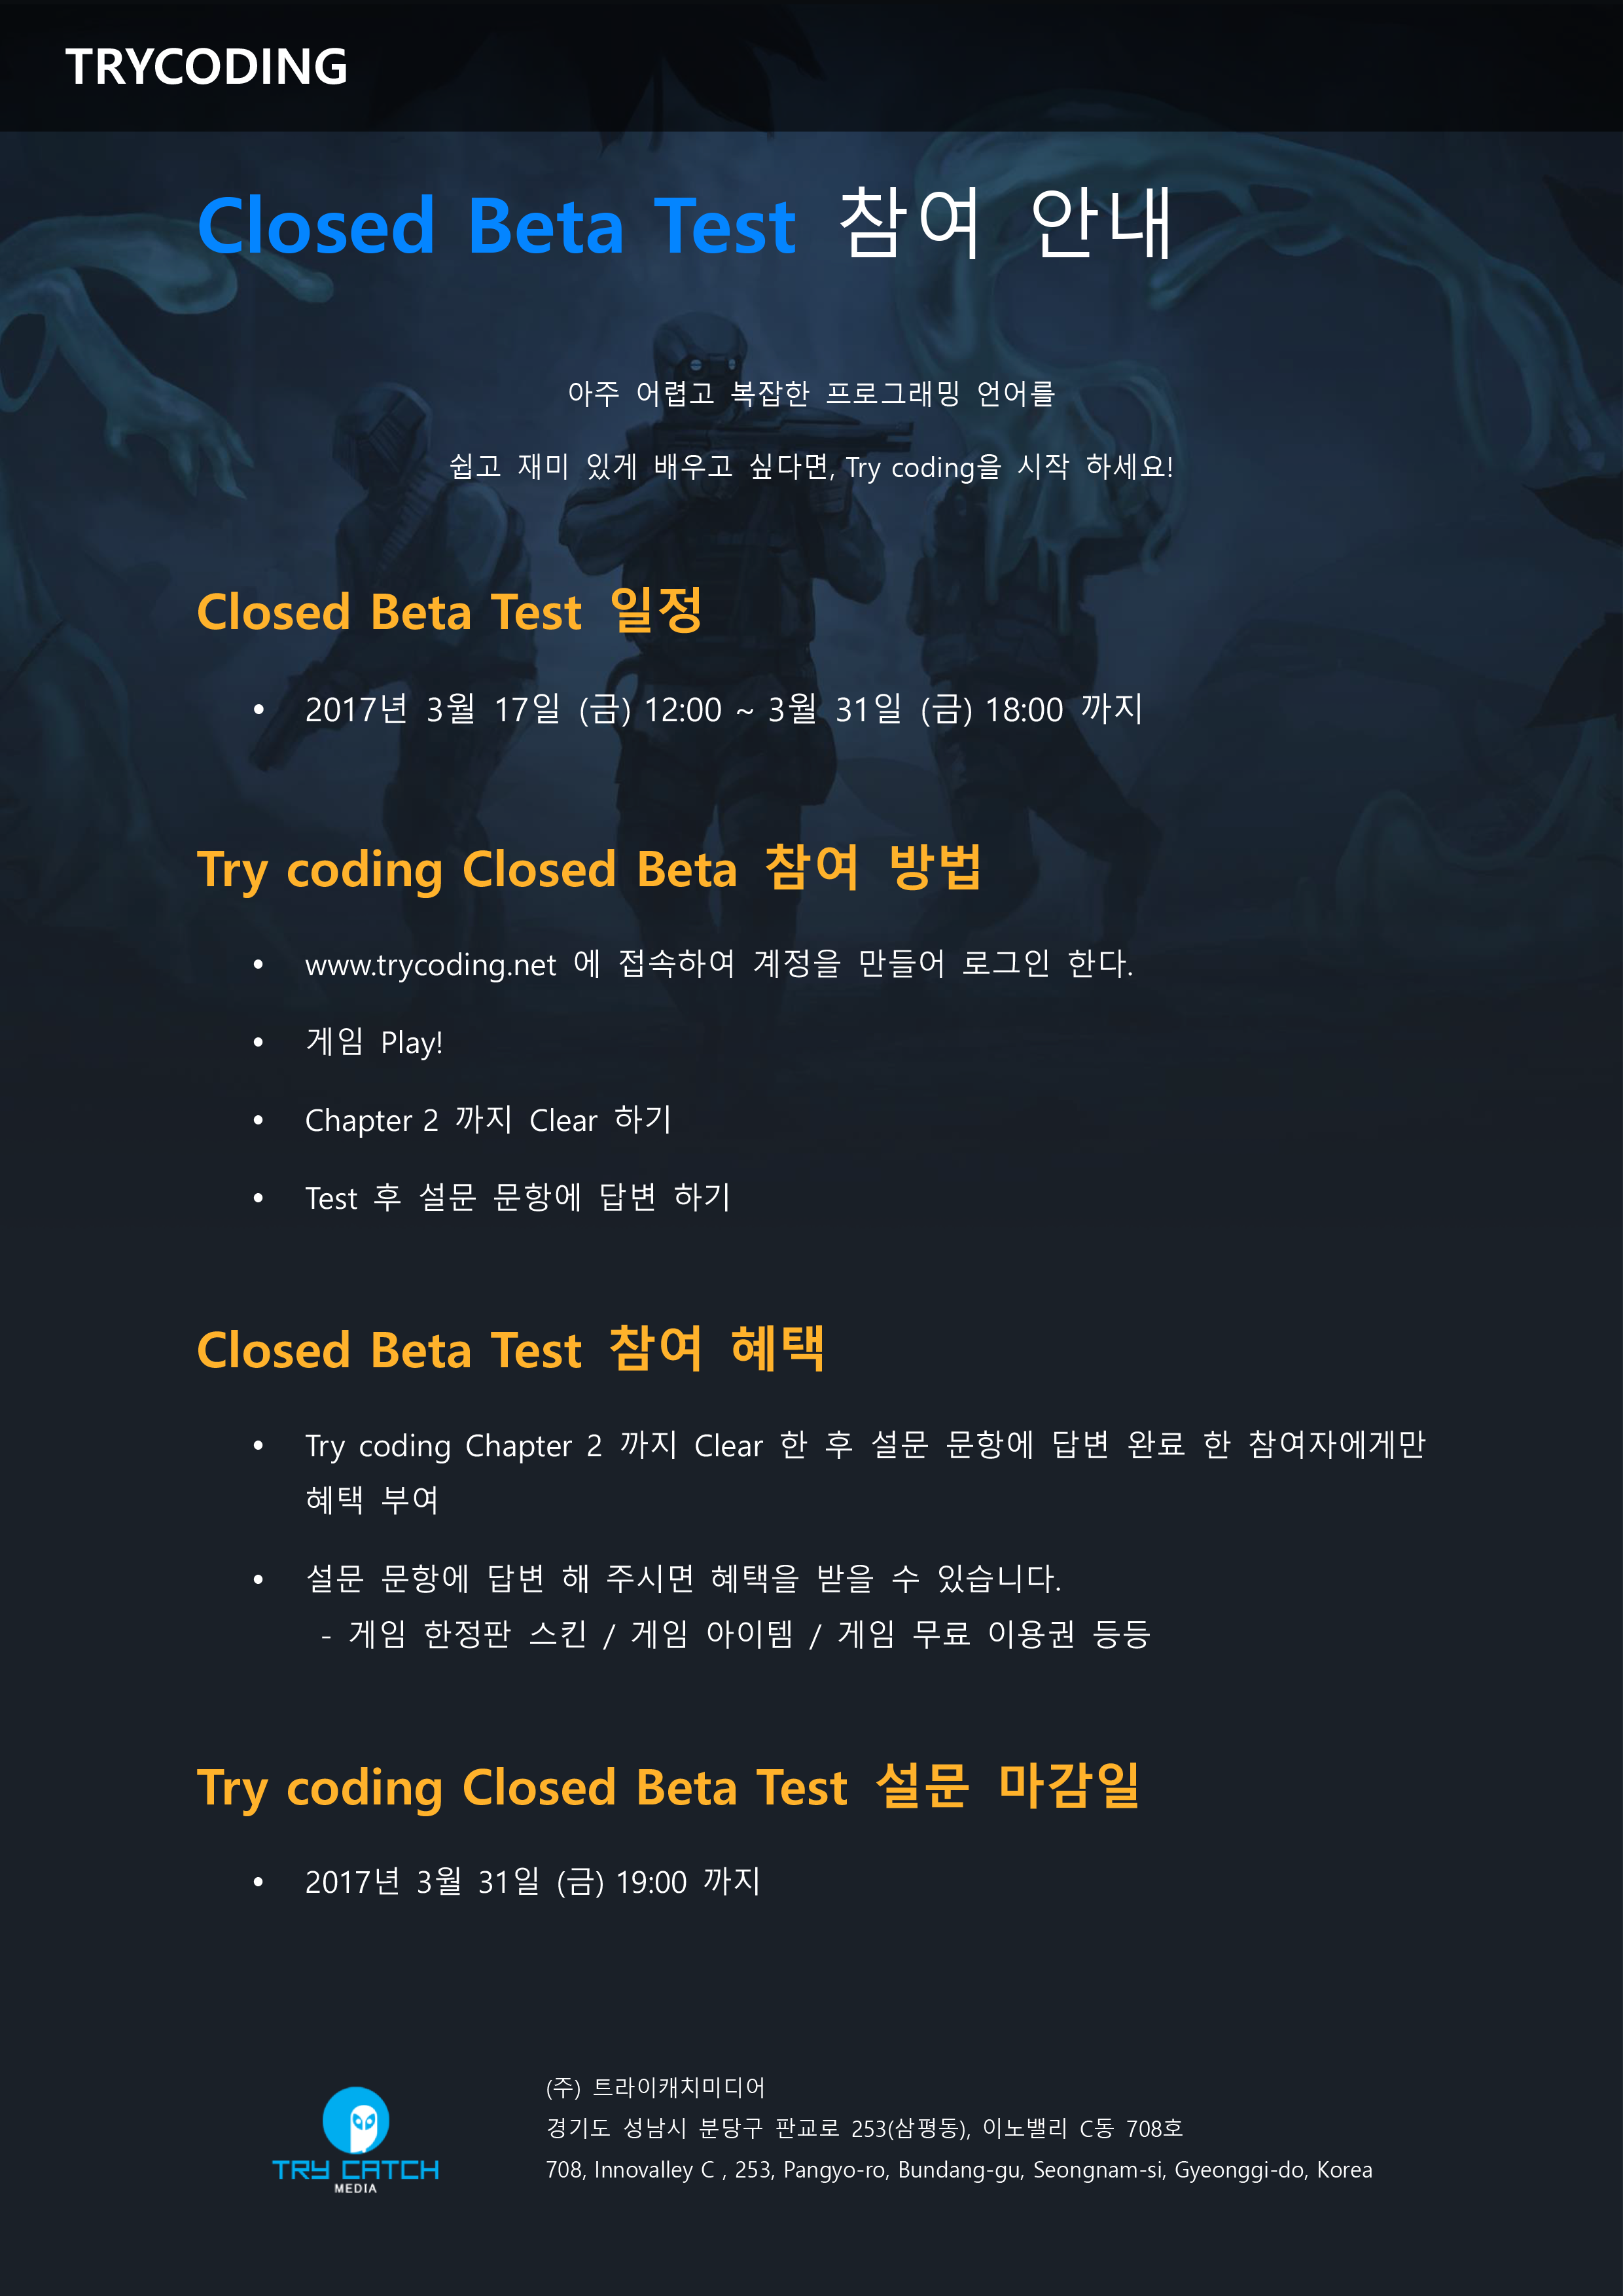 TRYCODING
Closed Beta Test 참여 안내
아주 어렵고 복잡한 프로그래밍 언어를
쉽고 재미 있게 배우고 싶다면, Try coding을 시작 하세요!
Closed Beta Test 일정
• 2017년 3월 17일 (금) 12:00 ~ 3월 31일 (금) 18:00 까지
Try coding Closed Beta 참여 방법
• www.trycoding.net 에 접속하여 계정을 만들어 로그인 한다.
• 게임 Play!
• Chapter 2 까지 Clear 하기
• Test 후 설문 문항에 답변 하기
Closed Beta Test 참여 혜택
• Try coding Chapter 2 까지 Clear 한 후 설문 문항에 답변 완료 한 참여자에게만
혜택 부여
• 설문 문항에 답변 해 주시면 혜택을 받을 수 있습니다.
- 게임 한정판 스킨 / 게임 아이템 / 게임 무료 이용권 등등
Try coding Closed Beta Test 설문 마감일
• 2017년 3월 31일 (금) 19:00 까지
TRY CATCH
MEDIA
(주) 트라이캐치미디어
경기도 성남시 분당구 판교로 253(삼평동), 이노밸리 C동 708호
708, Innovalley C , 253, Pangyo-ro, Bundang-gu, Seongnam-si, Gyeonggi-do, Korea